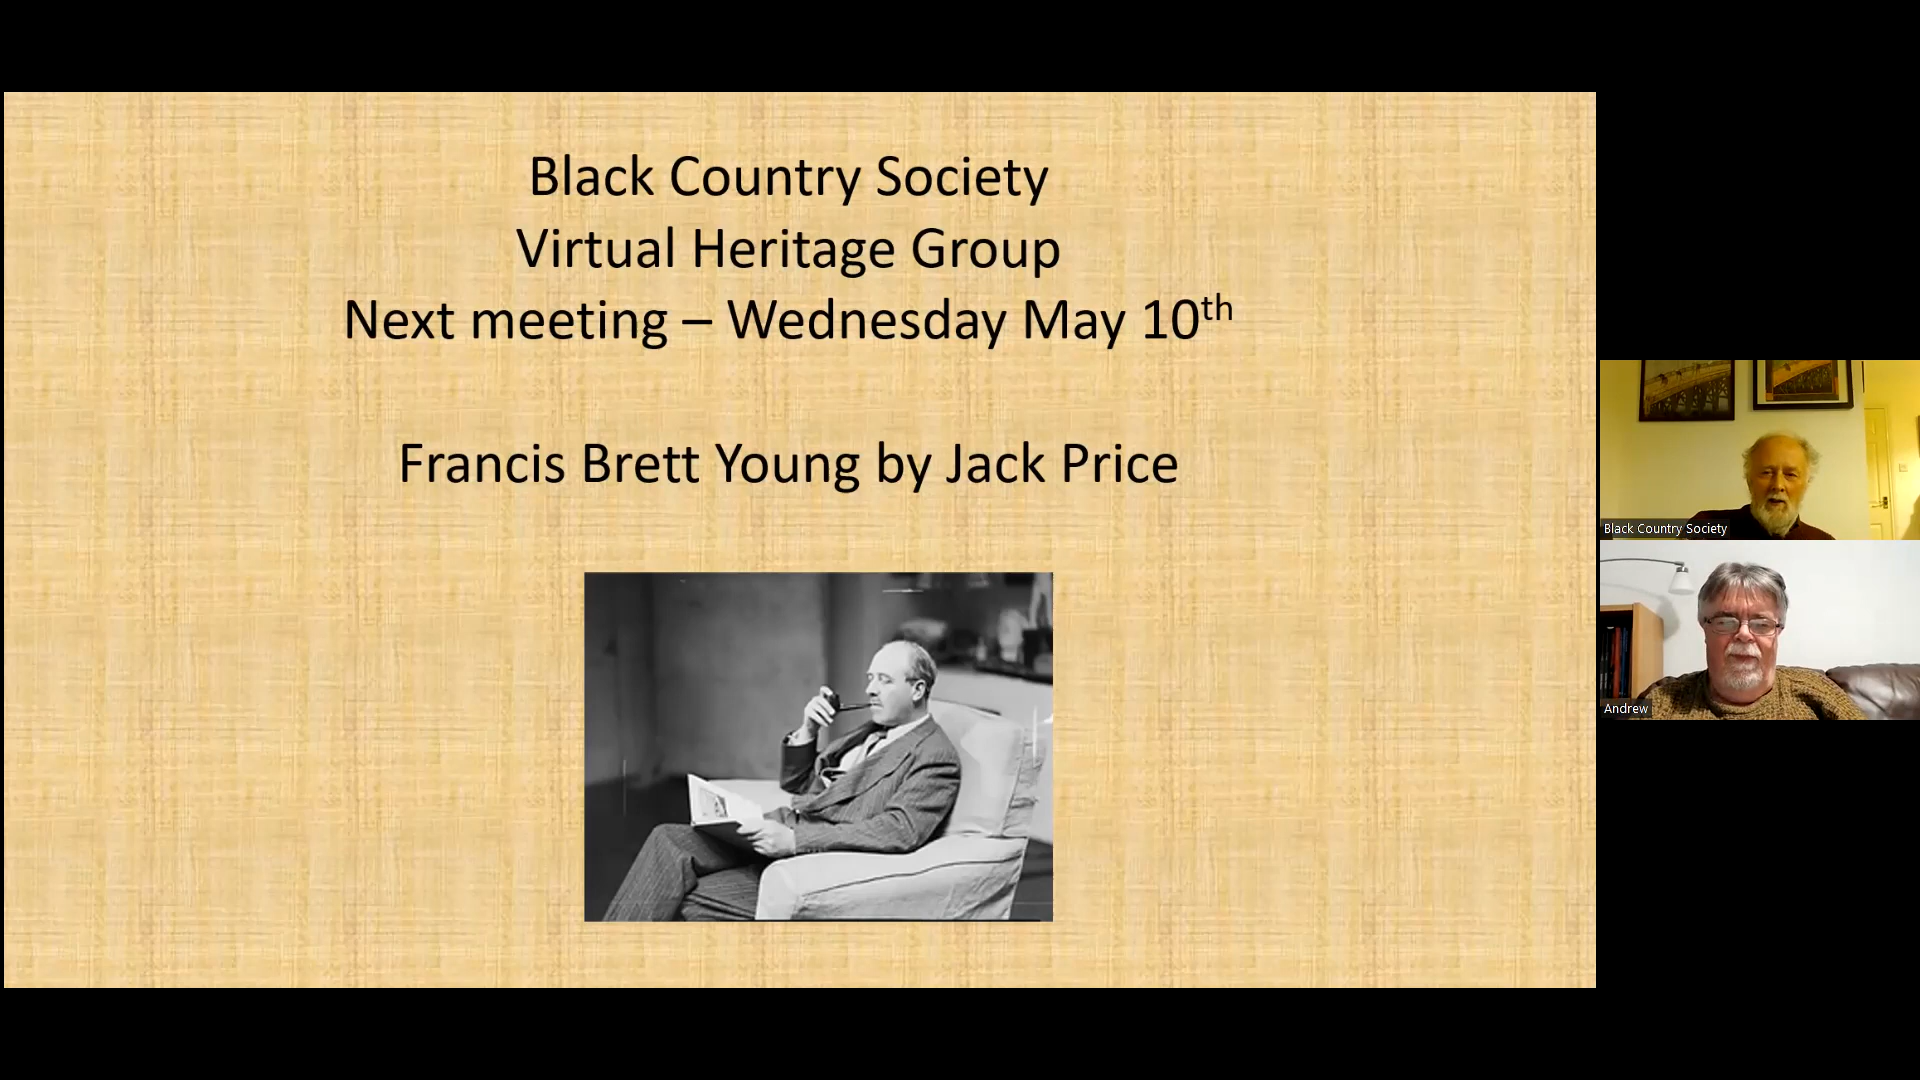 Black Country Society
Virtual Heritage Group
Next meeting – Wednesday May 10th
Francis Brett Young by Jack Price
Black Country Society
Andrew